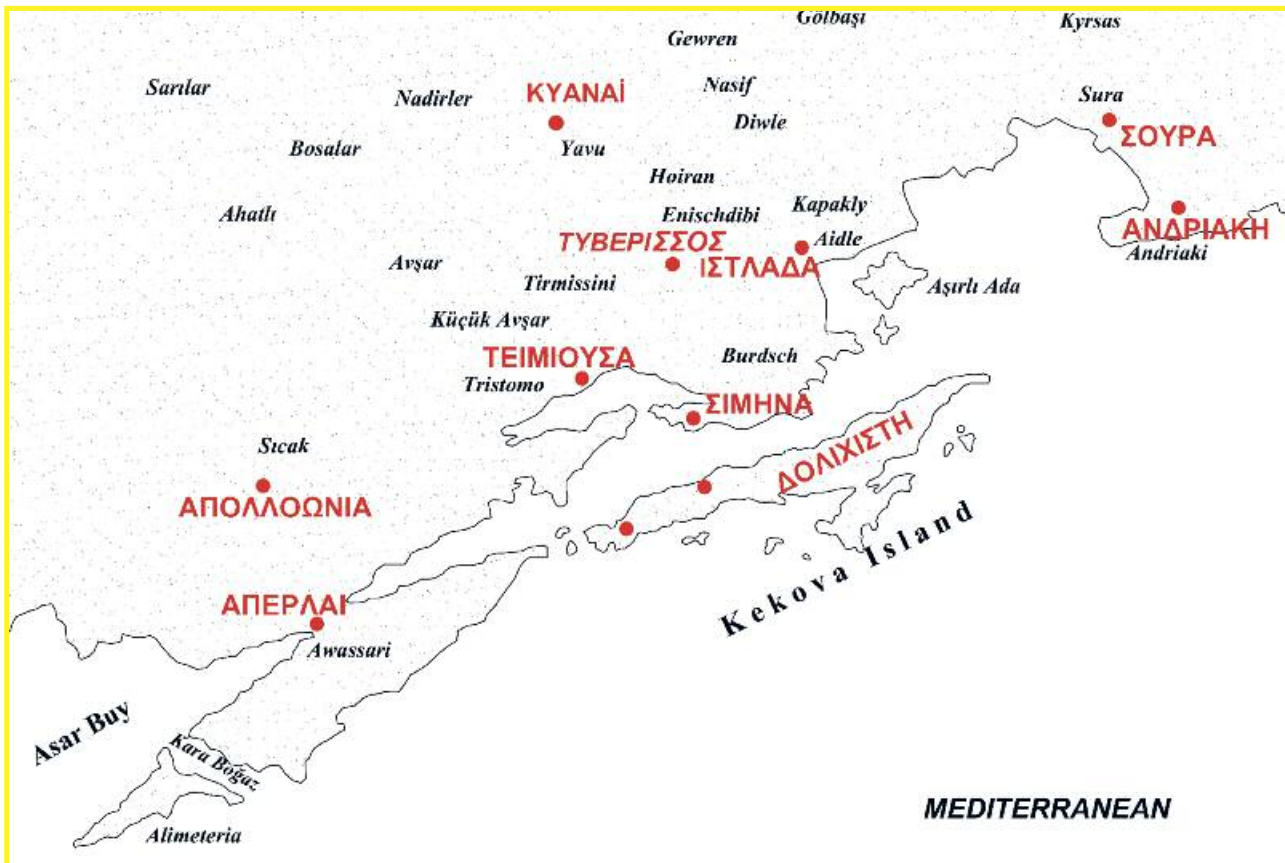 Gölbaşı
Kyrsas
Gewren
Sarılar
Nadirler
KYANAİ
Nasif
Sura
Diwle
ΣΟΥΡΑ
Bosalar
Yavu
Hoiran
Ahatlı
Enischdibi
Kapakly
ΑΝΔΡΙΑΚΗ
ΤΥΒΕΡΙΣΣΟΣ
Aidle
Andriaki
Avşar
ΙΣΤΛΑΔΑ
Tirmissini
Aşırlı Ada
Küçük Avşar
ΤΕΙΜΙΟΥΣΑ
Burdsch
Tristomo
ΣΙΜΗΝΑ
Sıcak
ΔΟΛΙΧΙΣΤΗ
ΑΠΟΛΛΟΩΝΙΑ
Kekova Island
ΑΠΕΡΛΑΙ
Awassari
Asar Buy
Kara Boğaz
MEDITERRANEAN
Alimeteria